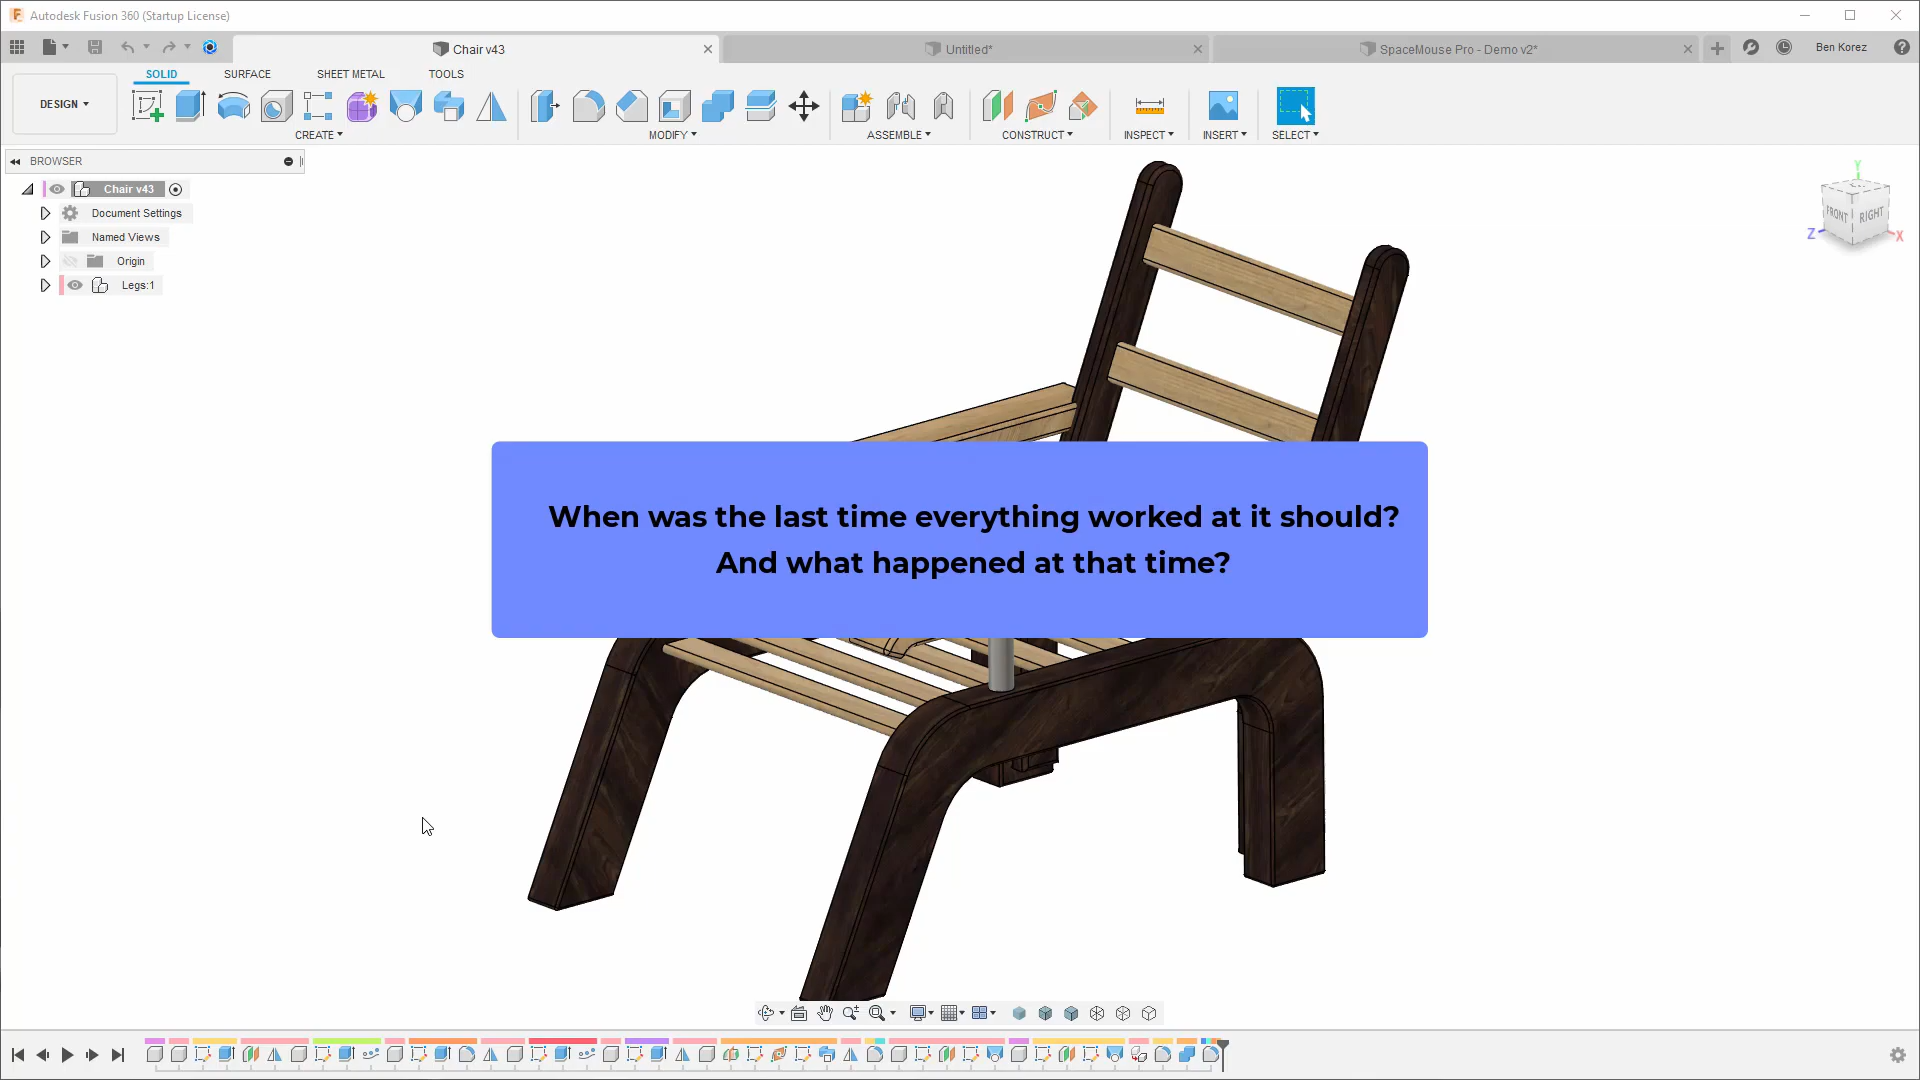 Autodesk Fusion 360 (Startup License)
Chair v43
Untitled*
SpaceMouse Pro - Demo v2*
Ben Korez
SOLID
SURFACE
SHEET METAL
TOOLS
DESIGN
CREATE
MODIFY
ASSEMBLE
CONSTRUCT
INSPECT
INSERT
SELECT
BROWSER
Chair v43
Document Settings
Named Views
Origin
Legs:1
Y
FRONT
RIGHT
Z
X
When was the last time everything worked at it should?
And what happened at that time?